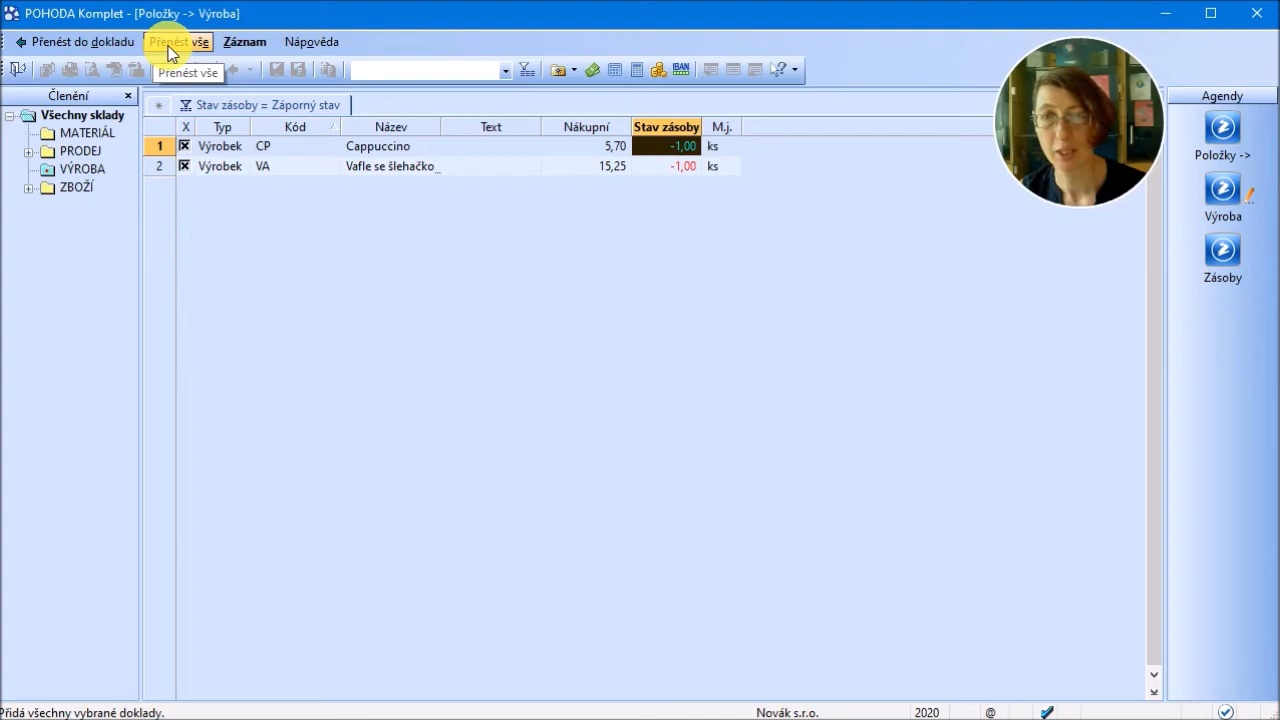 POHODA Komplet - [Položky -> Výroba]
Přenést do dokladu Přenést vše Záznam Nápověda
Přenést vše
IBAN
Členění
Všechny sklady
MATERIÁL
PRODEJ
VÝROBA
ZBOŽÍ
Stav zásoby = Záporný stav
X Typ Kód Název Text Nákupní Stav zásoby M.j.
1 Výrobek CP Cappuccino 5,70 -1,00 ks
2 Výrobek VA Vafle se šlehačko... 15,25 -1,00 ks
Agendy
Položky ->
Výroba
Zásoby
Přidá všechny vybrané doklady. Novák s.r.o. 2020 @